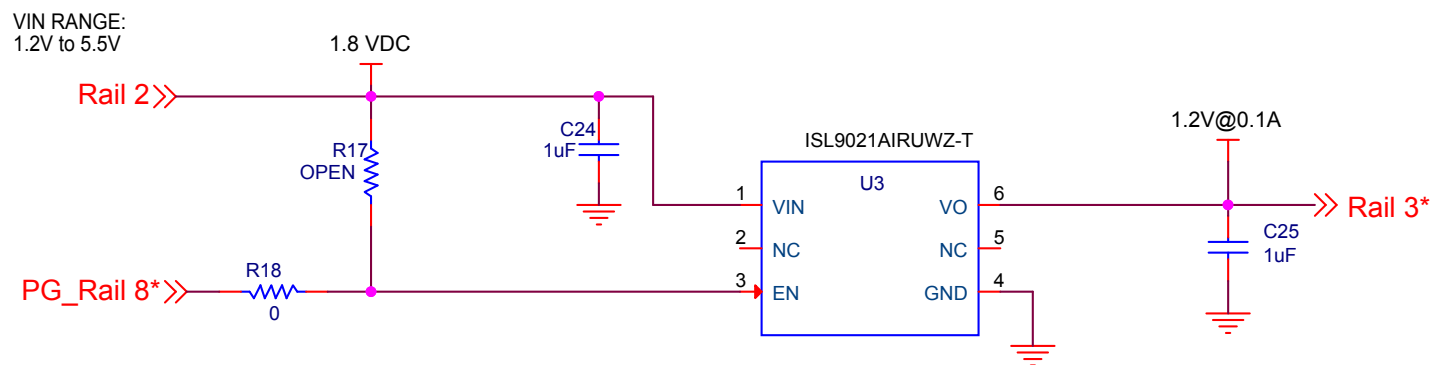 VIN RANGE:
1.2V to 5.5V
1.8 VDC
Rail 2
C24
1uF
R17
OPEN
ISL9021AIRUWZ-T
1.2V@0.1A
U3
1
VIN
VO
6
Rail 3*
2
NC
NC
5
C25
1uF
PG_Rail 8*
R18
0
3
EN
GND
4